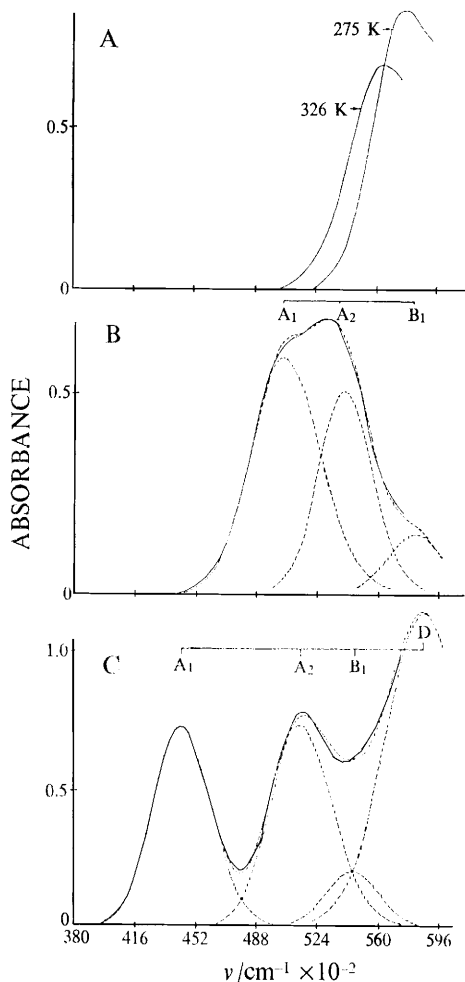 A
275 K
326 K
0.5
0
A₁ A₂ B₁
B
0.5
0
ABSORBANCE
1.0
C
A₁ A₂ B₁ D
0.5
0
380 416 452 488 524 560 596
ν/cm⁻¹ ×10⁻²